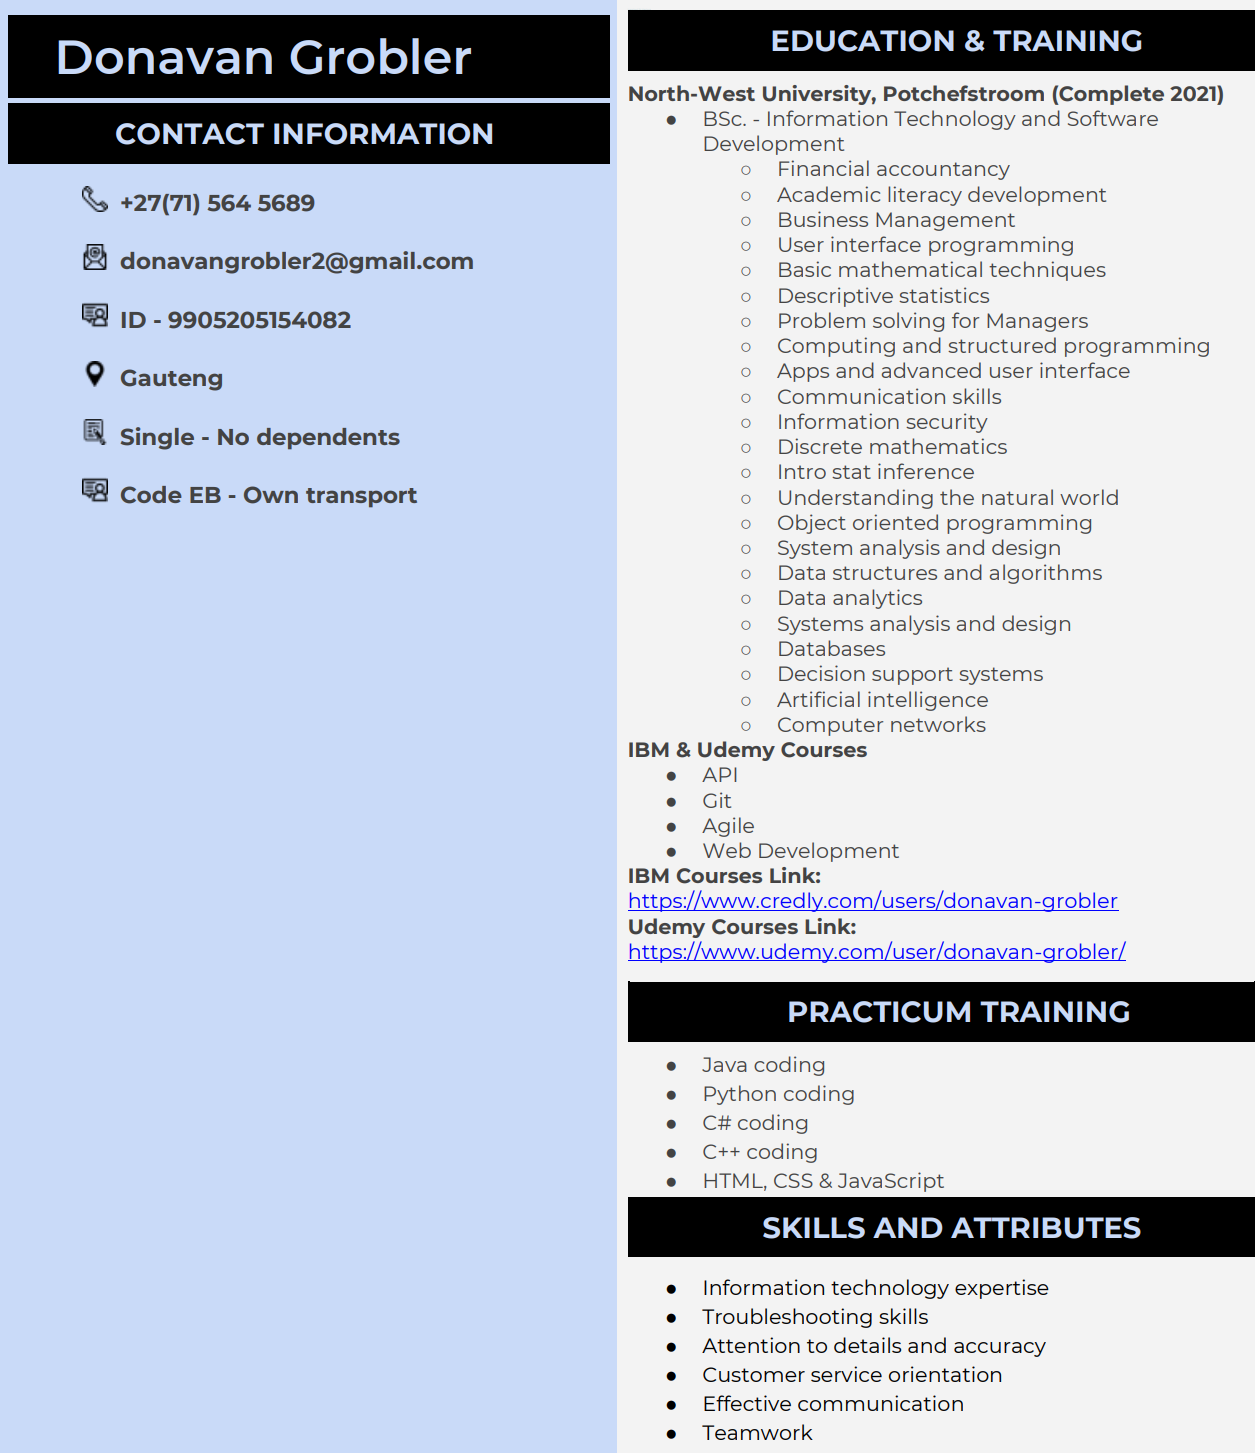 Donavan Grobler
CONTACT INFORMATION
+27(71) 564 5689
donavangrobler2@gmail.com
ID - 9905205154082
Gauteng
Single - No dependents
Code EB - Own transport
EDUCATION & TRAINING
North-West University, Potchefstroom (Complete 2021)
● BSc. - Information Technology and Software
Development
○ Financial accountancy
○ Academic literacy development
○ Business Management
○ User interface programming
○ Basic mathematical techniques
○ Descriptive statistics
○ Problem solving for Managers
○ Computing and structured programming
○ Apps and advanced user interface
○ Communication skills
○ Information security
○ Discrete mathematics
○ Intro stat inference
○ Understanding the natural world
○ Object oriented programming
○ System analysis and design
○ Data structures and algorithms
○ Data analytics
○ Systems analysis and design
○ Databases
○ Decision support systems
○ Artificial intelligence
○ Computer networks
IBM & Udemy Courses
● API
● Git
● Agile
● Web Development
IBM Courses Link:
https://www.credly.com/users/donavan-grobler
Udemy Courses Link:
https://www.udemy.com/user/donavan-grobler/
PRACTICUM TRAINING
● Java coding
● Python coding
● C# coding
● C++ coding
● HTML, CSS & JavaScript
SKILLS AND ATTRIBUTES
● Information technology expertise
● Troubleshooting skills
● Attention to details and accuracy
● Customer service orientation
● Effective communication
● Teamwork